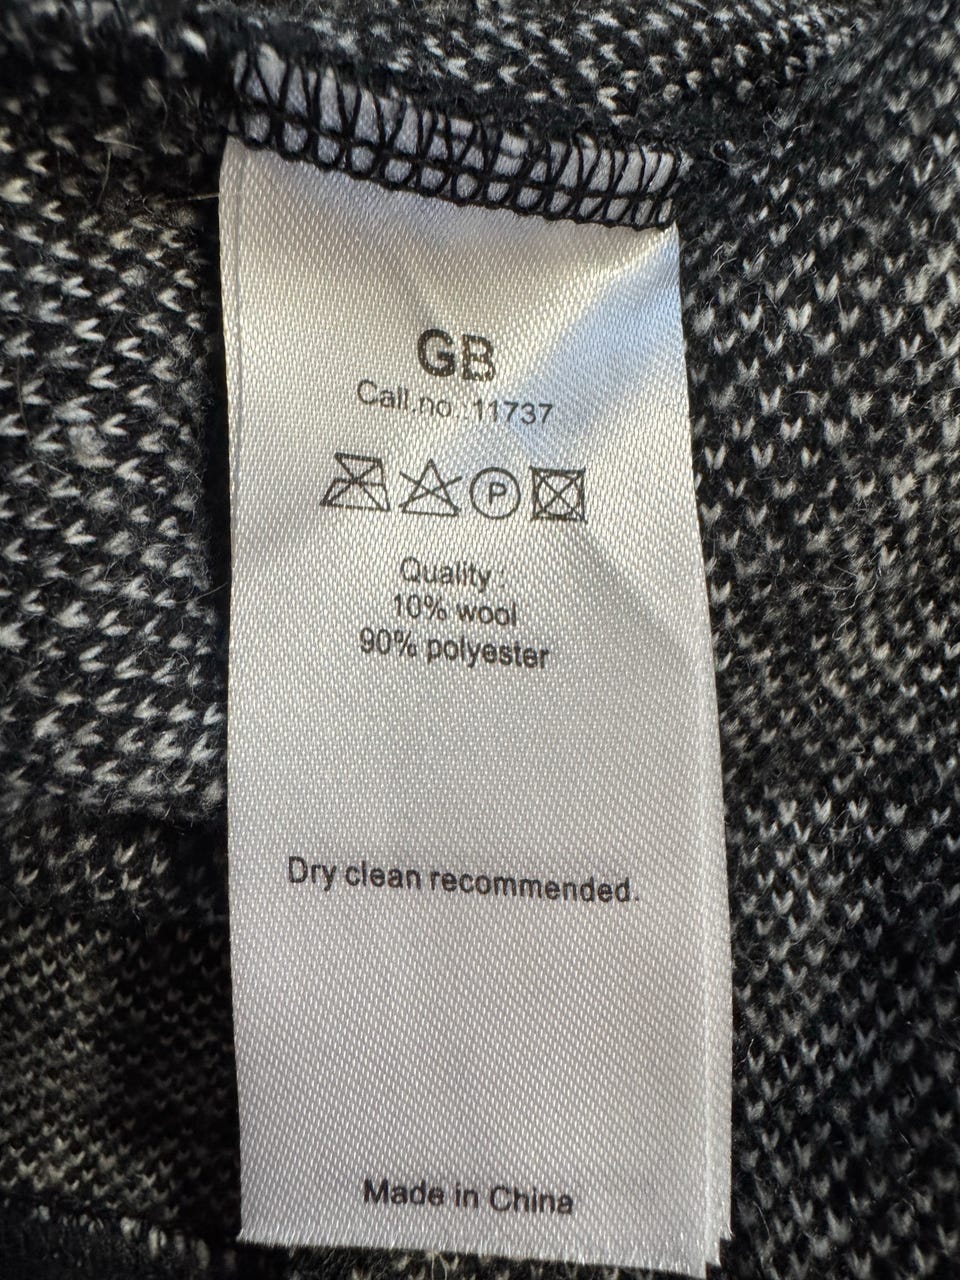 GB
Call.no.:11737
P
Quality :
10% wool
90% polyester
Dry clean recommended.
Made in China